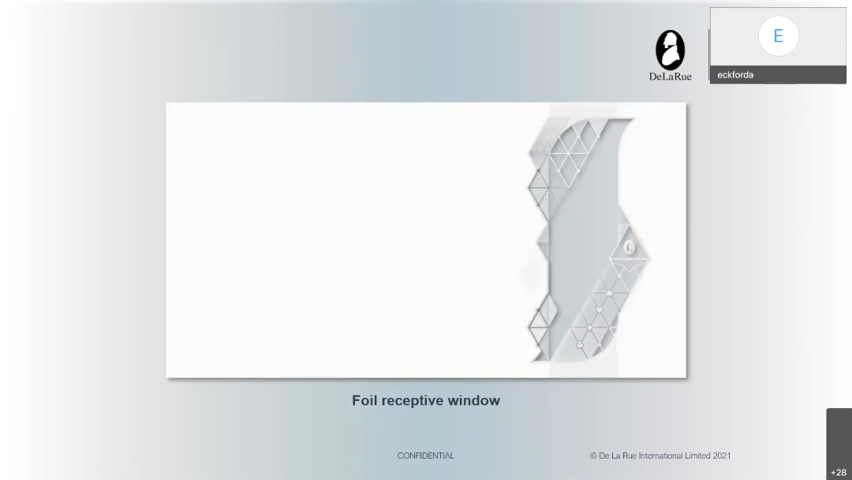 DeLaRue
E
eckforda
Foil receptive window
CONFIDENTIAL
© De La Rue International Limited 2021
+28